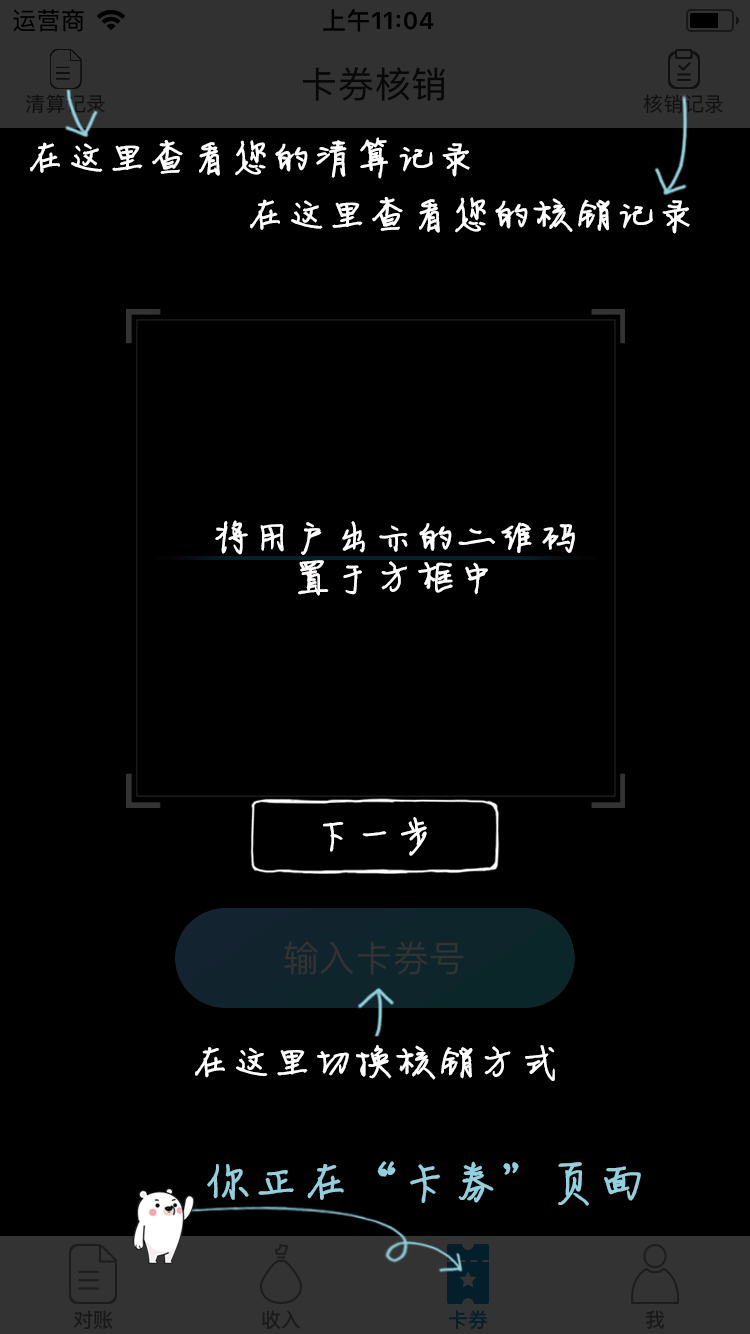 运营商
上午11:04
清算记录
卡券核销
核销记录
在这里查看您的清算记录
在这里查看您的核销记录
将用户出示的二维码
置于方框中
下一步
输入卡券号
在这里切换核销方式
你正在“卡券”页面
对账
收入
卡券
我